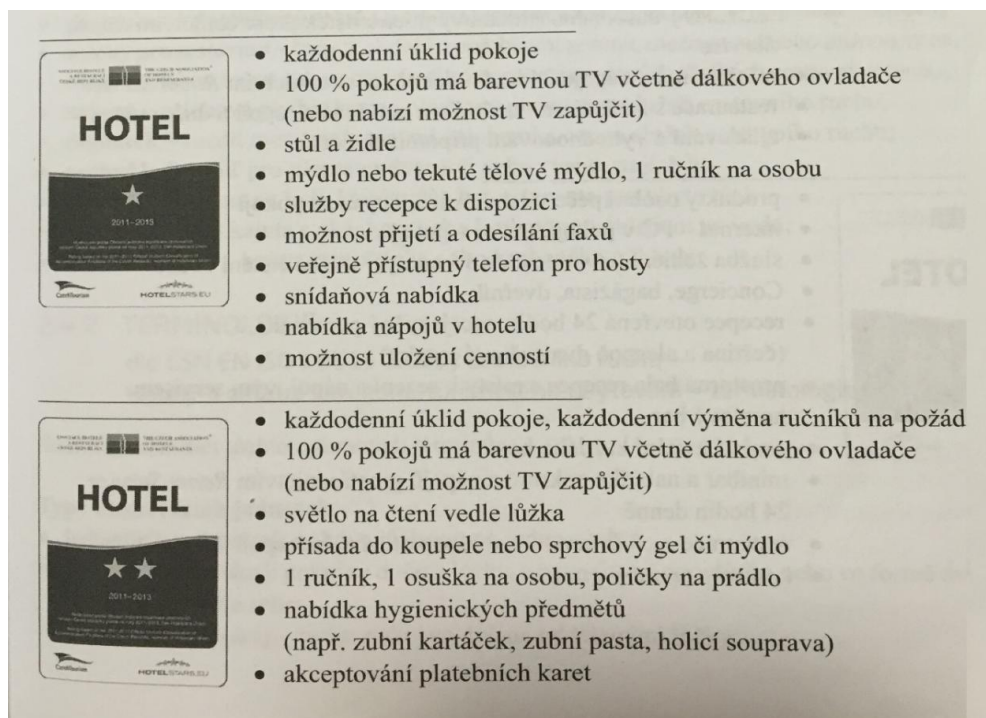 HOTEL
2011-2015
CzechTourism
HOTELSTARS.EU
• každodenní úklid pokoje
• 100 % pokojů má barevnou TV včetně dálkového ovladače
(nebo nabízí možnost TV zapůjčit)
• stůl a židle
• mýdlo nebo tekuté tělové mýdlo, 1 ručník na osobu
• služby recepce k dispozici
• možnost přijetí a odesílání faxů
• veřejně přístupný telefon pro hosty
• snídaňová nabídka
• nabídka nápojů v hotelu
• možnost uložení cenností
HOTEL
CzechTourism
HOTELSTARS.EU
• každodenní úklid pokoje, každodenní výměna ručníků na požád
• 100 % pokojů má barevnou TV včetně dálkového ovladače
(nebo nabízí možnost TV zapůjčit)
• světlo na čtení vedle lůžka
• přísada do koupele nebo sprchový gel či mýdlo
• 1 ručník, 1 osuška na osobu, poličky na prádlo
• nabídka hygienických předmětů
(např. zubní kartáček, zubní pasta, holicí souprava)
• akceptování platebních karet